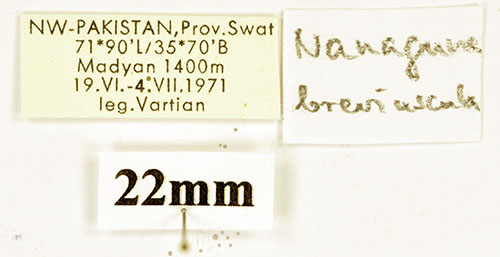 NW-PAKISTAN,Prov.Swat
71*90'L/35*70'B
Madyan 1400m
19.VI.-4.VII.1971
leg.Vartian
Nanaguna
breviuscula
22mm